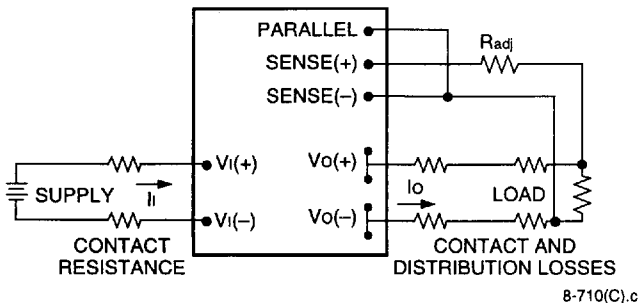 PARALLEL
SENSE(+)
Radj
SENSE(–)
VI(+)
VO(+)
SUPPLY
II
IO
LOAD
VI(–)
VO(–)
CONTACT
RESISTANCE
CONTACT AND
DISTRIBUTION LOSSES
8-710(C).c